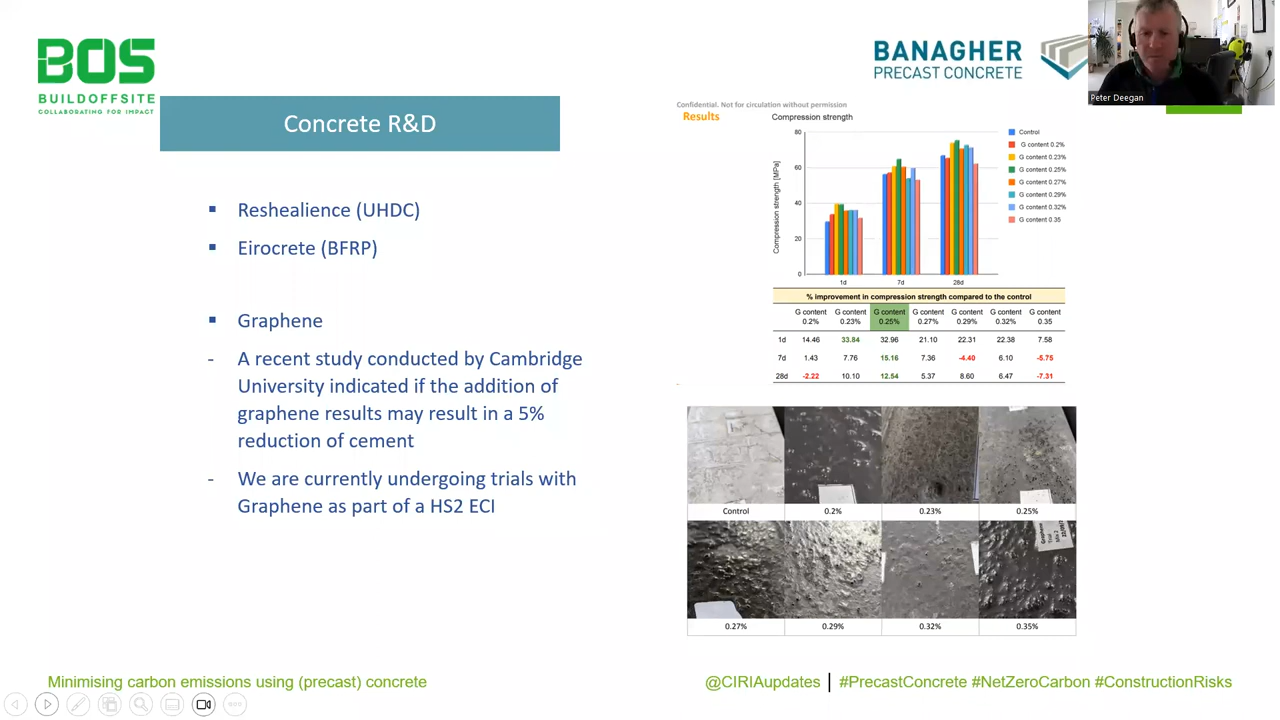 BOS
BUILDOFFSITE
COLLABORATING FOR IMPACT
BANAGHER
PRECAST CONCRETE
Peter Deegan
Concrete R&D
Reshealience (UHDC)
Eirocrete (BFRP)
Graphene
- A recent study conducted by Cambridge
University indicated if the addition of
graphene results may result in a 5%
reduction of cement
- We are currently undergoing trials with
Graphene as part of a HS2 ECI
Confidential. Not for circulation without permission
Results
Compression strength
Compression strength [MPa]
80
60
40
20
0
1d 7d 28d
Control
G content 0.2%
G content 0.23%
G content 0.25%
G content 0.27%
G content 0.29%
G content 0.32%
G content 0.35
% improvement in compression strength compared to the control
G content G content G content G content G content G content G content
0.2% 0.23% 0.25% 0.27% 0.29% 0.32% 0.35
1d 14.46 33.84 32.96 21.10 22.31 22.38 7.58
7d 1.43 7.76 15.16 7.36 -4.40 6.10 -5.75
28d -2.22 10.10 12.54 5.37 8.60 6.47 -7.31
Control 0.2% 0.23% 0.25%
Graphene
Trial
Mix 2
0.27% 0.29% 0.32% 0.35%
Minimising carbon emissions using (precast) concrete
@CIRIAupdates | #PrecastConcrete #NetZeroCarbon #ConstructionRisks